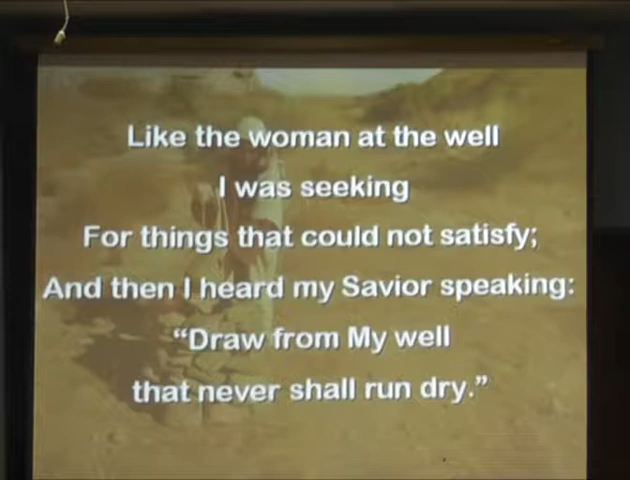 Like the woman at the well
I was seeking
For things that could not satisfy;
And then I heard my Savior speaking:
“Draw from My well
that never shall run dry.”